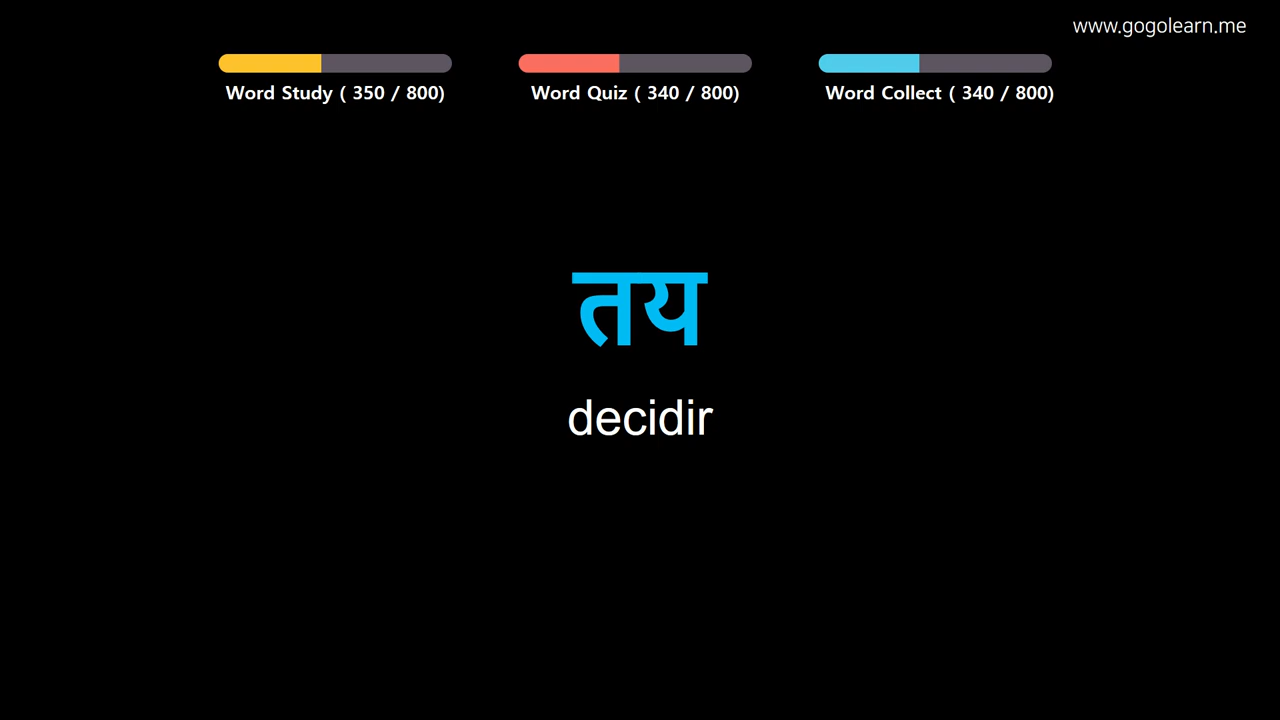 www.gogolearn.me
Word Study ( 350 / 800)
Word Quiz ( 340 / 800)
Word Collect ( 340 / 800)
तय
decidir